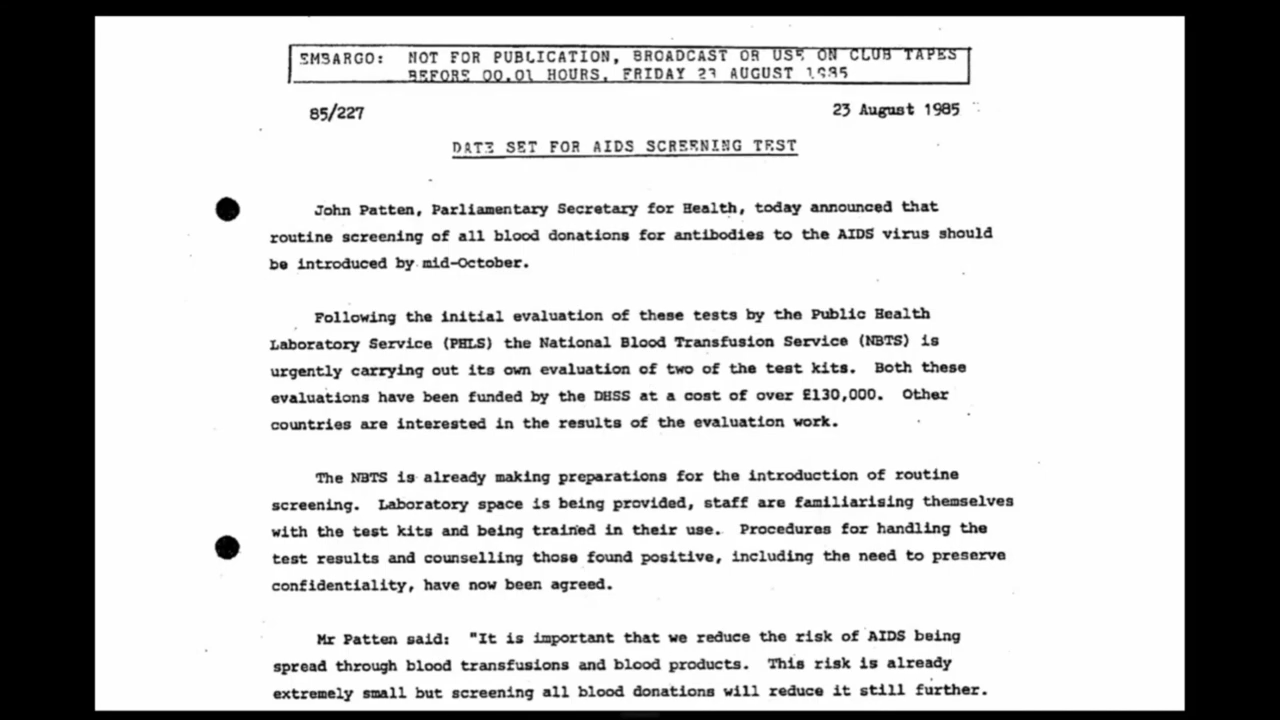 EMBARGO: NOT FOR PUBLICATION, BROADCAST OR USE ON CLUB TAPES
BEFORE 00.01 HOURS, FRIDAY 23 AUGUST 1985
85/227 23 August 1985
DATE SET FOR AIDS SCREENING TEST
John Patten, Parliamentary Secretary for Health, today announced that
routine screening of all blood donations for antibodies to the AIDS virus should
be introduced by mid-October.
Following the initial evaluation of these tests by the Public Health
Laboratory Service (PHLS) the National Blood Transfusion Service (NBTS) is
urgently carrying out its own evaluation of two of the test kits. Both these
evaluations have been funded by the DHSS at a cost of over £130,000. Other
countries are interested in the results of the evaluation work.
The NBTS is already making preparations for the introduction of routine
screening. Laboratory space is being provided, staff are familiarising themselves
with the test kits and being trained in their use. Procedures for handling the
test results and counselling those found positive, including the need to preserve
confidentiality, have now been agreed.
Mr Patten said: "It is important that we reduce the risk of AIDS being
spread through blood transfusions and blood products. This risk is already
extremely small but screening all blood donations will reduce it still further.